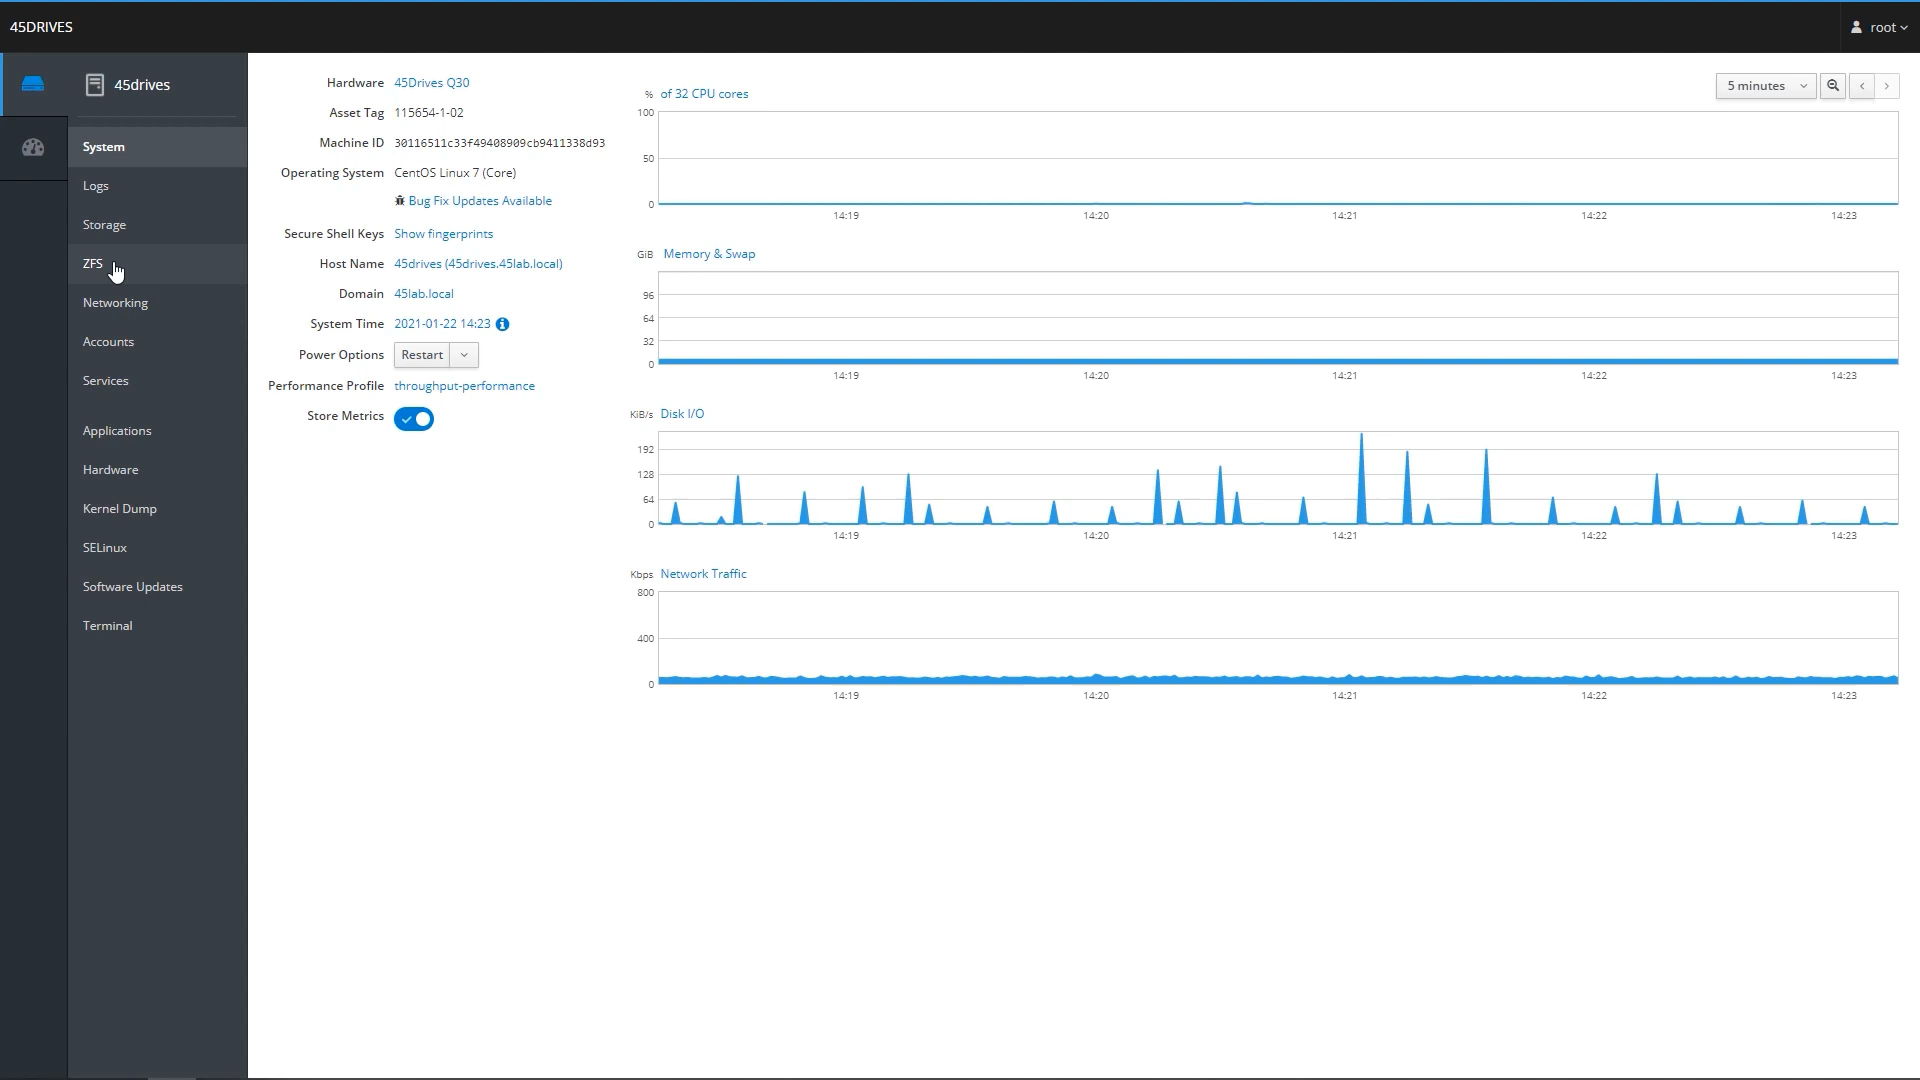 45DRIVES
root
45drives
System
Logs
Storage
ZFS
Networking
Accounts
Services
Applications
Hardware
Kernel Dump
SELinux
Software Updates
Terminal
Hardware 45Drives Q30
Asset Tag 115654-1-02
Machine ID 30116511c33f49408909cb9411338d93
Operating System CentOS Linux 7 (Core)
Bug Fix Updates Available
Secure Shell Keys Show fingerprints
Host Name 45drives (45drives.45lab.local)
Domain 45lab.local
System Time 2021-01-22 14:23
Power Options Restart
Performance Profile throughput-performance
Store Metrics
5 minutes
% of 32 CPU cores
100
50
0
14:19 14:20 14:21 14:22 14:23
GiB Memory & Swap
96
64
32
0
14:19 14:20 14:21 14:22 14:23
KiB/s Disk I/O
192
128
64
0
14:19 14:20 14:21 14:22 14:23
Kbps Network Traffic
800
400
0
14:19 14:20 14:21 14:22 14:23